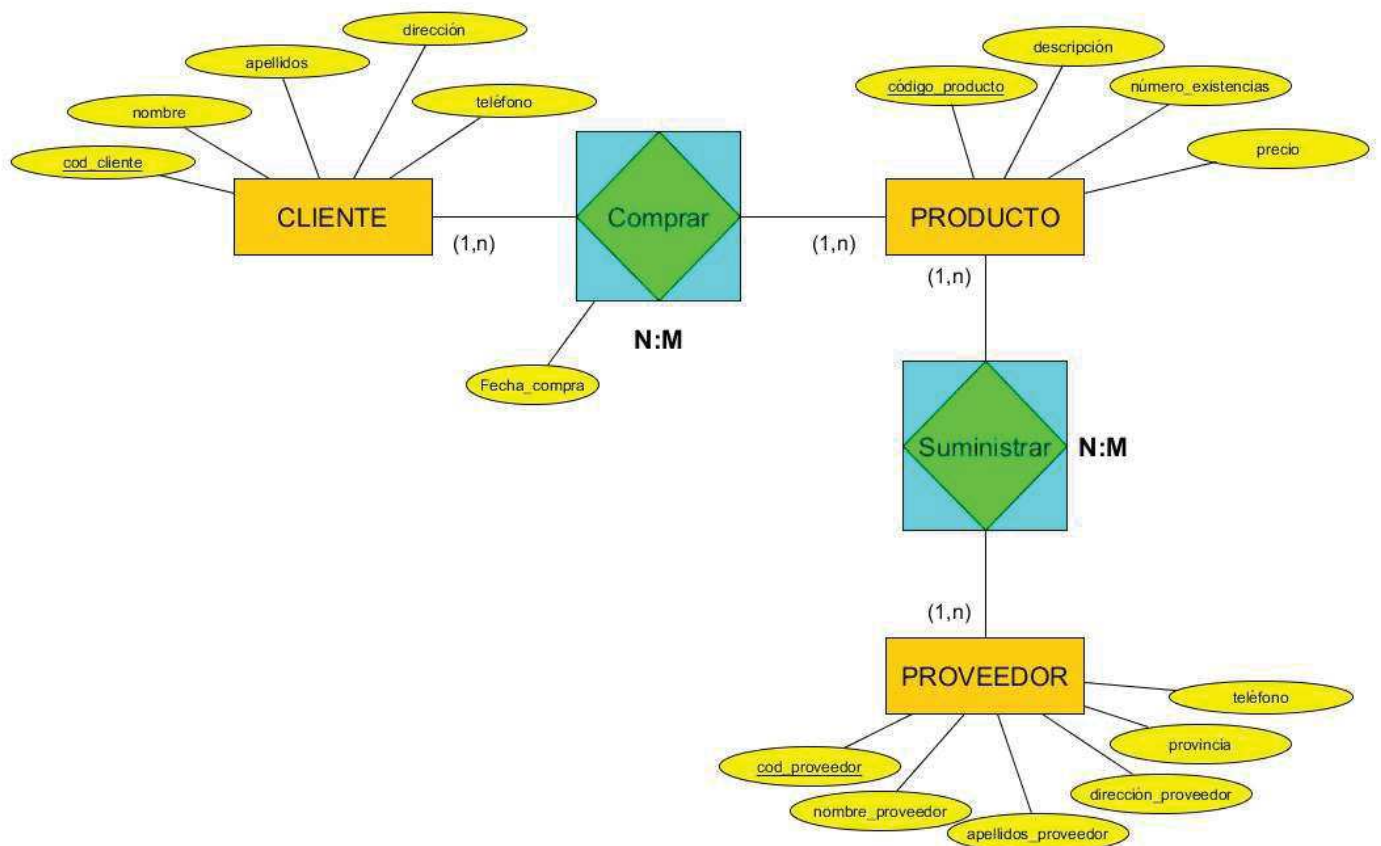 dirección
apellidos
nombre
teléfono
cod_cliente
CLIENTE
(1,n)
Comprar
N:M
Fecha_compra
(1,n)
descripción
código_producto
número_existencias
precio
PRODUCTO
(1,n)
Suministrar
N:M
(1,n)
PROVEEDOR
teléfono
provincia
cod_proveedor
dirección_proveedor
nombre_proveedor
apellidos_proveedor